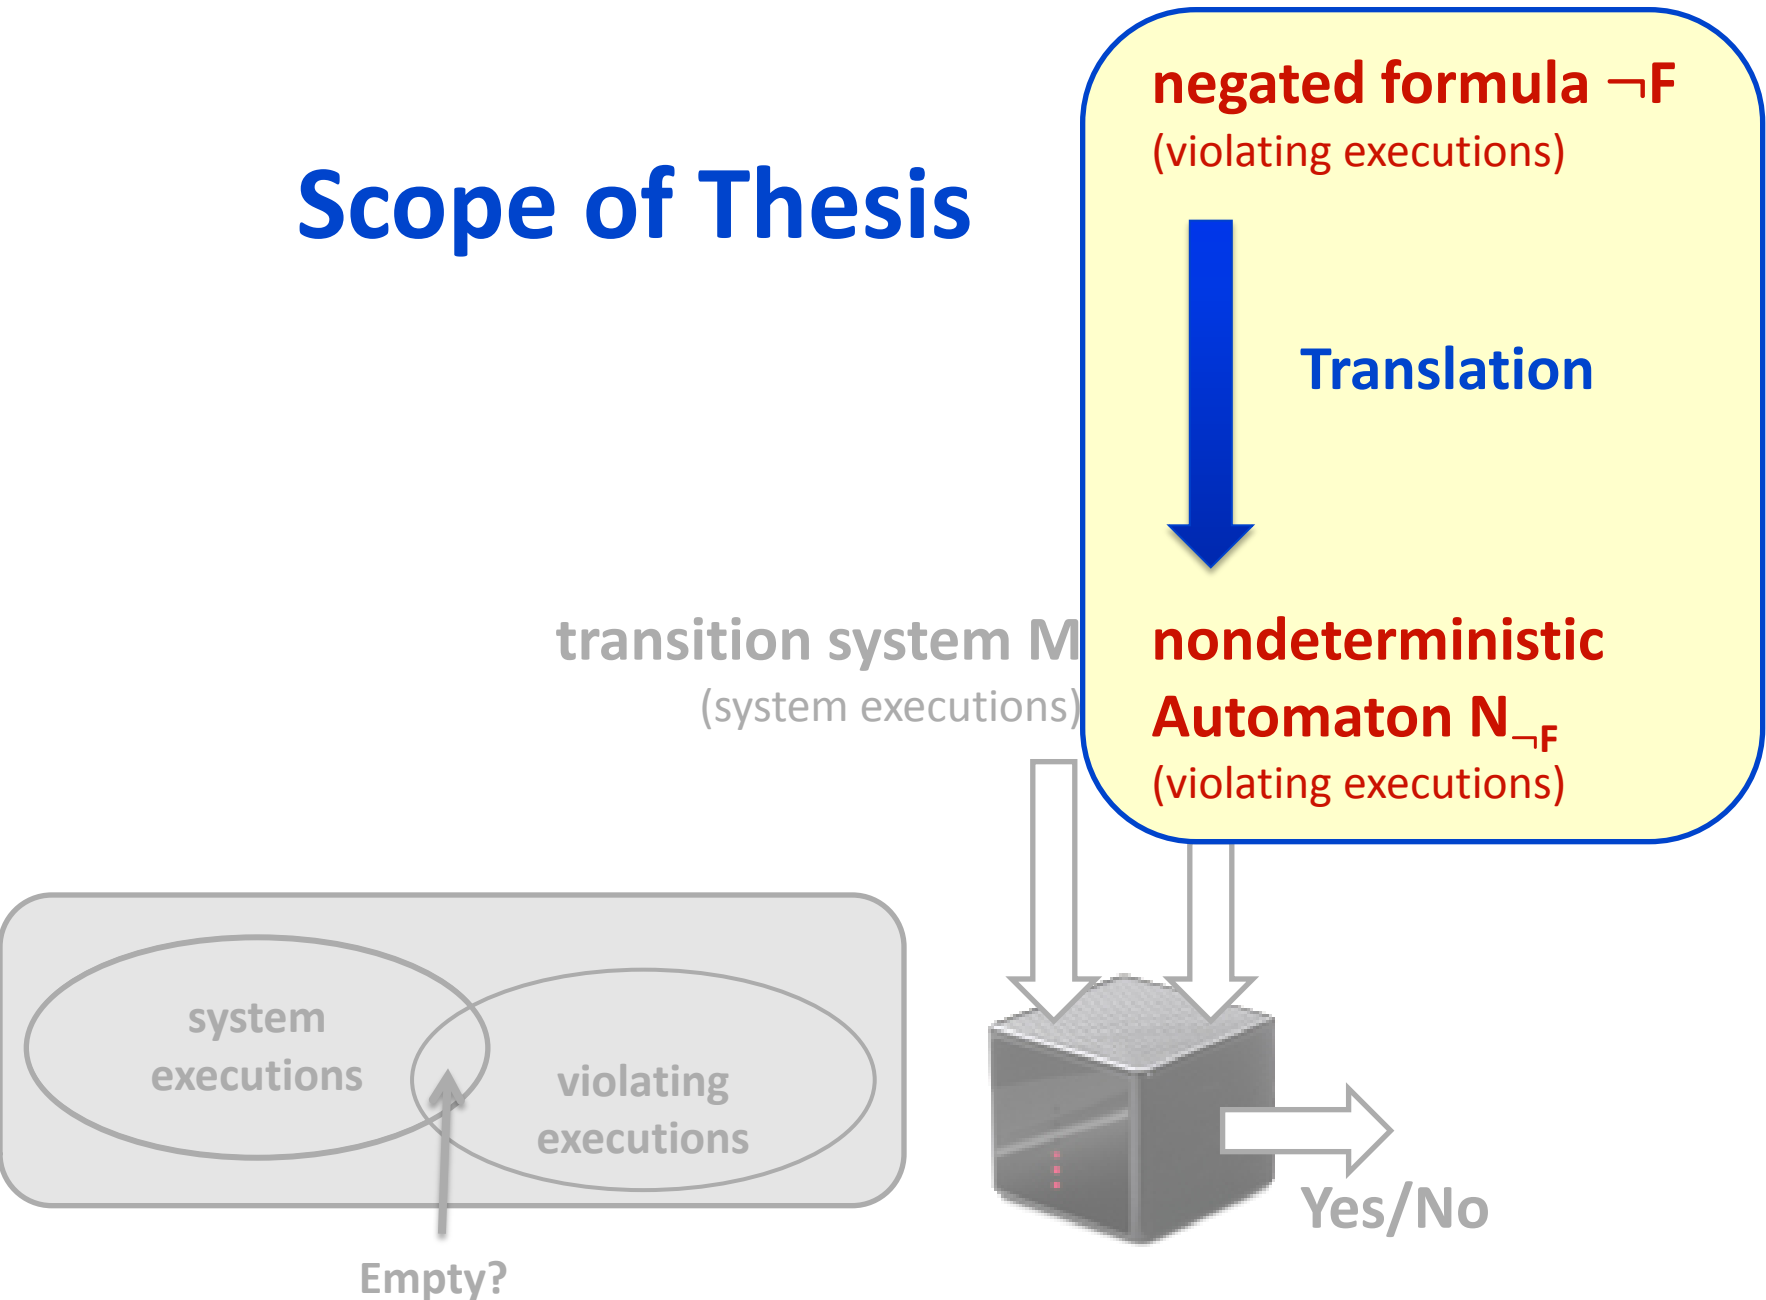 Scope of Thesis
negated formula ¬F
(violating executions)
Translation
transition system M
(system executions)
nondeterministic
Automaton N¬F
(violating executions)
system
executions
violating
executions
Empty?
Yes/No